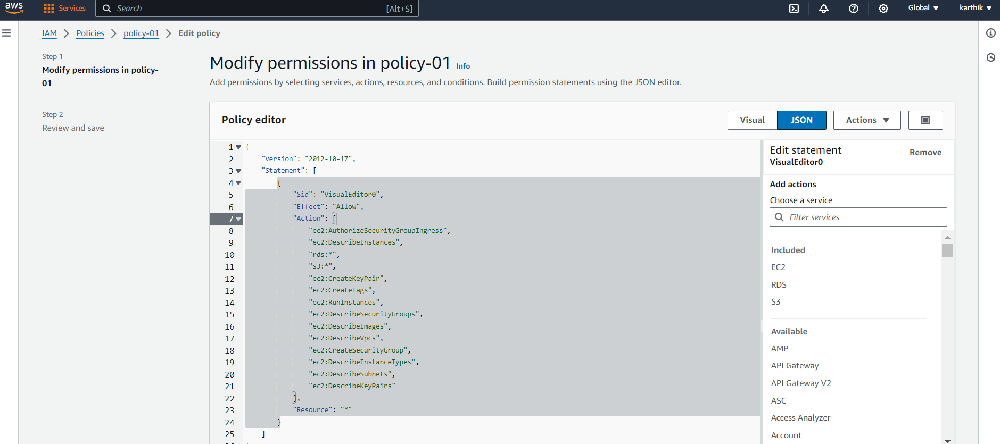 aws
Services
Search
[Alt+S]
Global
karthik
IAM
Policies
policy-01
Edit policy
Step 1
Modify permissions in policy-
01
Step 2
Review and save
Modify permissions in policy-01 Info
Add permissions by selecting services, actions, resources, and conditions. Build permission statements using the JSON editor.
Policy editor
Visual
JSON
Actions
1 {
2 "Version": "2012-10-17",
3 "Statement": [
4 {
5 "Sid": "VisualEditor0",
6 "Effect": "Allow",
7 "Action": [
8 "ec2:AuthorizeSecurityGroupIngress",
9 "ec2:DescribeInstances",
10 "rds:*",
11 "s3:*",
12 "ec2:CreateKeyPair",
13 "ec2:CreateTags",
14 "ec2:RunInstances",
15 "ec2:DescribeSecurityGroups",
16 "ec2:DescribeImages",
17 "ec2:DescribeVpcs",
18 "ec2:CreateSecurityGroup",
19 "ec2:DescribeInstanceTypes",
20 "ec2:DescribeSubnets",
21 "ec2:DescribeKeyPairs"
22 ],
23 "Resource": "*"
24 }
25 ]
Edit statement
Remove
VisualEditor0
Add actions
Choose a service
Filter services
Included
EC2
RDS
S3
Available
AMP
API Gateway
API Gateway V2
ASC
Access Analyzer
Account